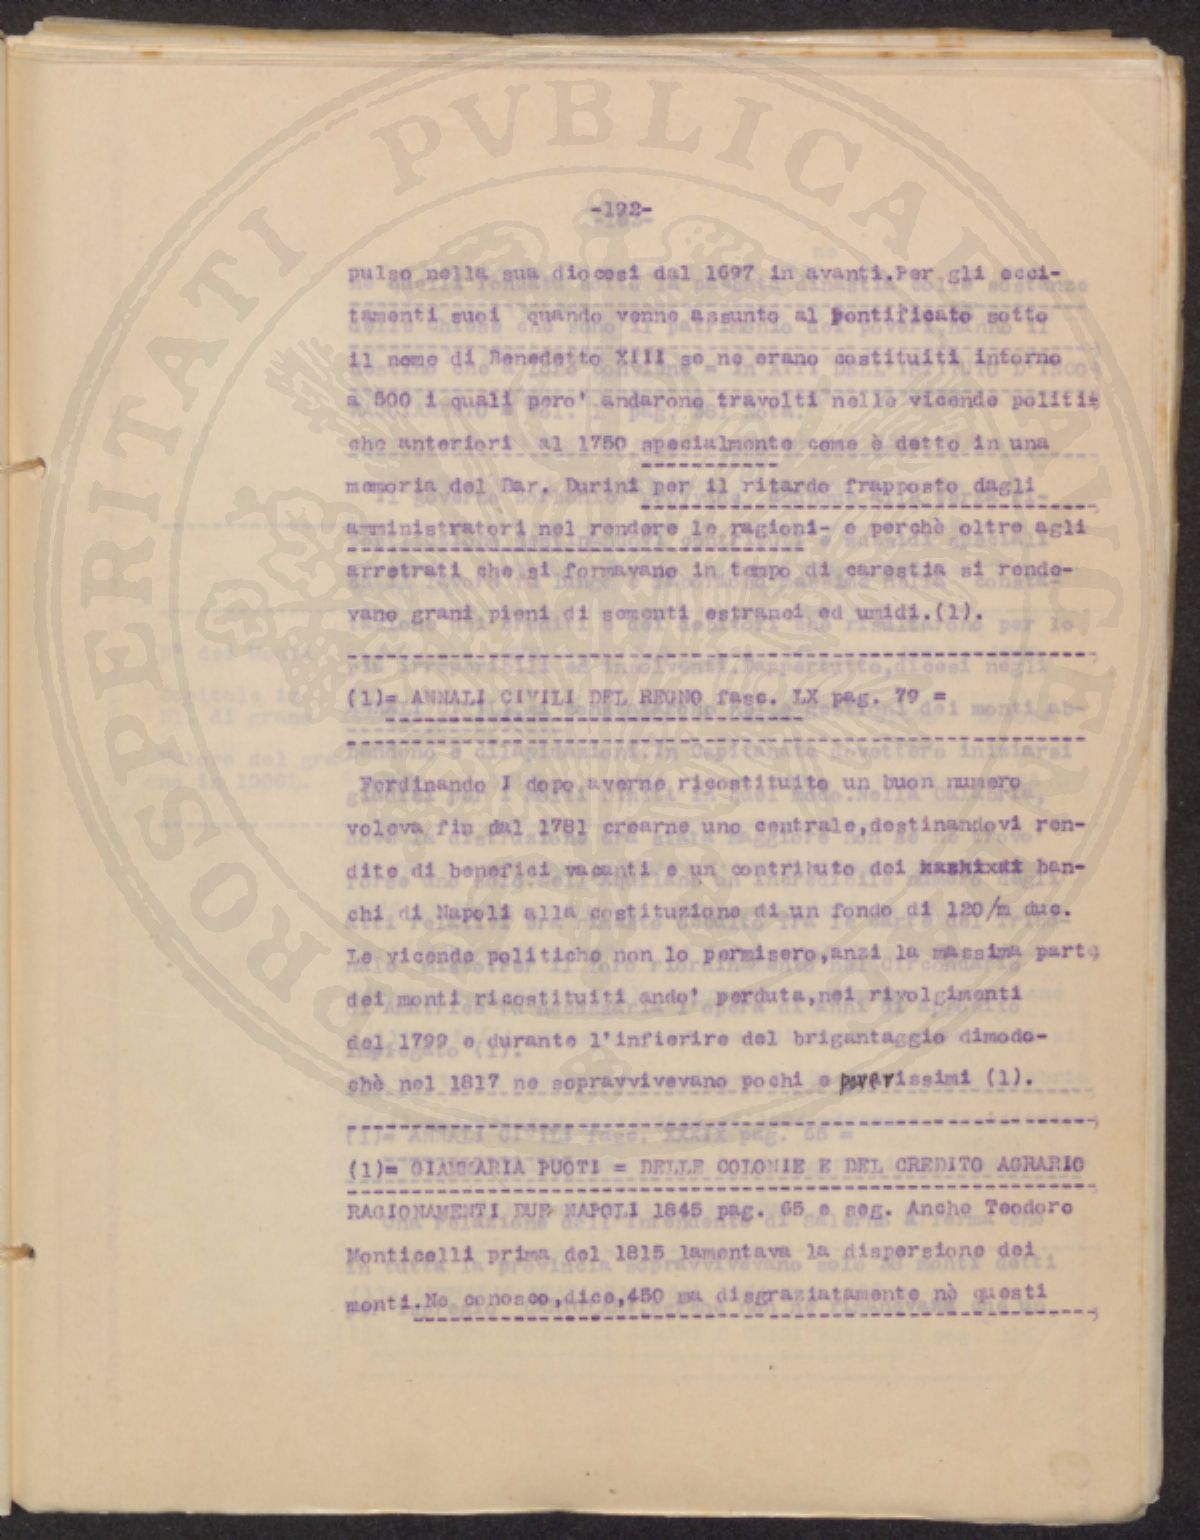 -192-
pulso nella sua diocesi dal 1697 in avanti.Per gli ecci-
tamenti suoi quando venne assunto al Pontificato sotto
il nome di Benedetto XIII se ne erano costituiti intorno
a 500 i quali pero' andarono travolti nelle vicende politi-
che anteriori al 1750 specialmente come è detto in una
memoria del Bar. Durini per il ritardo frapposto dagli
amministratori nel rendere le ragioni- e perchè oltre agli
arretrati che si formavano in tempo di carestia si rende-
vano grani pieni di sementi estranei ed umidi.(1).
(1)= ANNALI CIVILI DEL REGNO fasc. LX pag. 79 =
Ferdinando I dopo averne ricostituito un buon numero
voleva fin dal 1781 crearne uno centrale,destinandovi ren-
dite di benefici vacanti e un contributo dei ban-
chi di Napoli alla costituzione di un fondo di 120/m duc.
Le vicende politiche non lo permisero,anzi la massima parte
dei monti ricostituiti ando' perduta,nei rivolgimenti
del 1799 e durante l'infierire del brigantaggio dimodo-
chè nel 1817 ne sopravvivevano pochi e poverissimi (1).
(1)= GIAMMARIA PUOTI = DELLE COLONIE E DEL CREDITO AGRARIO
RAGIONAMENTI DUE NAPOLI 1845 pag. 65 e seg. Anche Teodoro
Monticelli prima del 1815 lamentava la dispersione dei
monti.Ne conosco,dice,450 ma disgraziatamente nè questi
PROSPERITATI PVBLICAE AVGENDAE